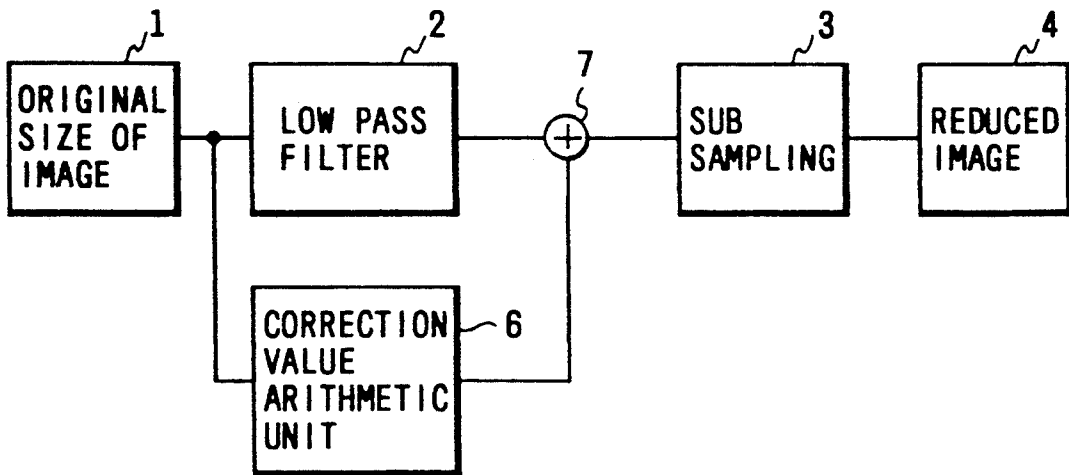 1
ORIGINAL
SIZE OF
IMAGE
2
LOW PASS
FILTER
7
+
3
SUB
SAMPLING
4
REDUCED
IMAGE
6
CORRECTION
VALUE
ARITHMETIC
UNIT